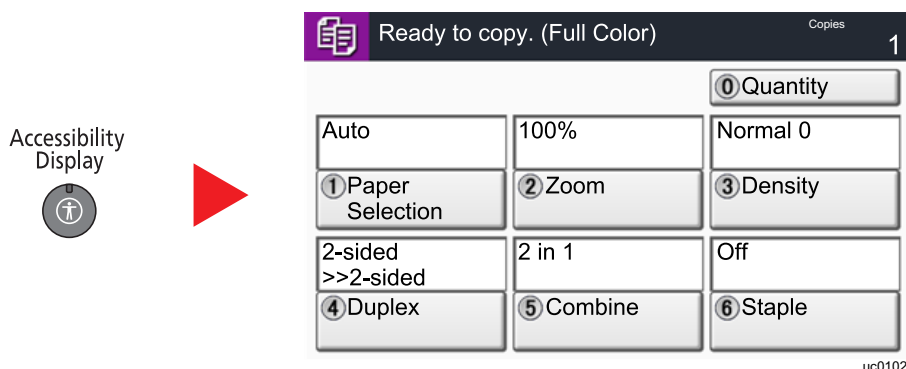 Accessibility
Display
Ready to copy. (Full Color)
Copies
1
0 Quantity
Auto
100%
Normal 0
1 Paper
Selection
2 Zoom
3 Density
2-sided
>>2-sided
2 in 1
Off
4 Duplex
5 Combine
6 Staple
uc0102